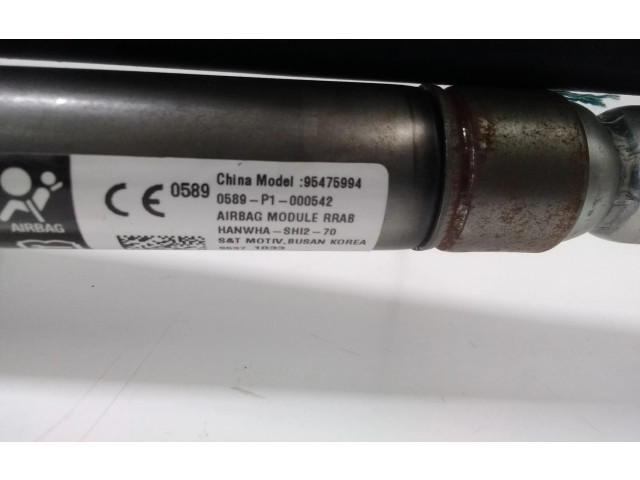 AIRBAG
CE 0589
China Model :95475994
0589-P1-000542
AIRBAG MODULE RRAB
HANWHA-SHI2-70
S&T MOTIV,BUSAN KOREA